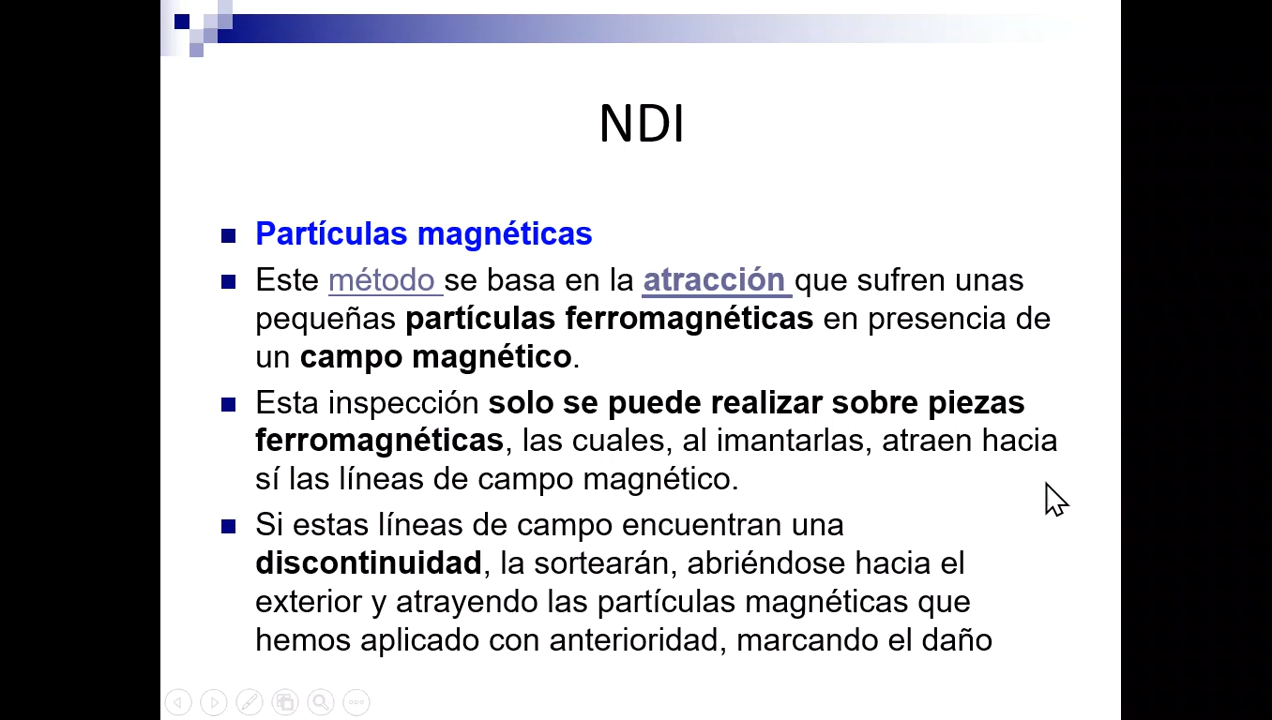 NDI
Partículas magnéticas
Este método se basa en la atracción que sufren unas
pequeñas partículas ferromagnéticas en presencia de
un campo magnético.
Esta inspección solo se puede realizar sobre piezas
ferromagnéticas, las cuales, al imantarlas, atraen hacia
sí las líneas de campo magnético.
Si estas líneas de campo encuentran una
discontinuidad, la sortearán, abriéndose hacia el
exterior y atrayendo las partículas magnéticas que
hemos aplicado con anterioridad, marcando el daño